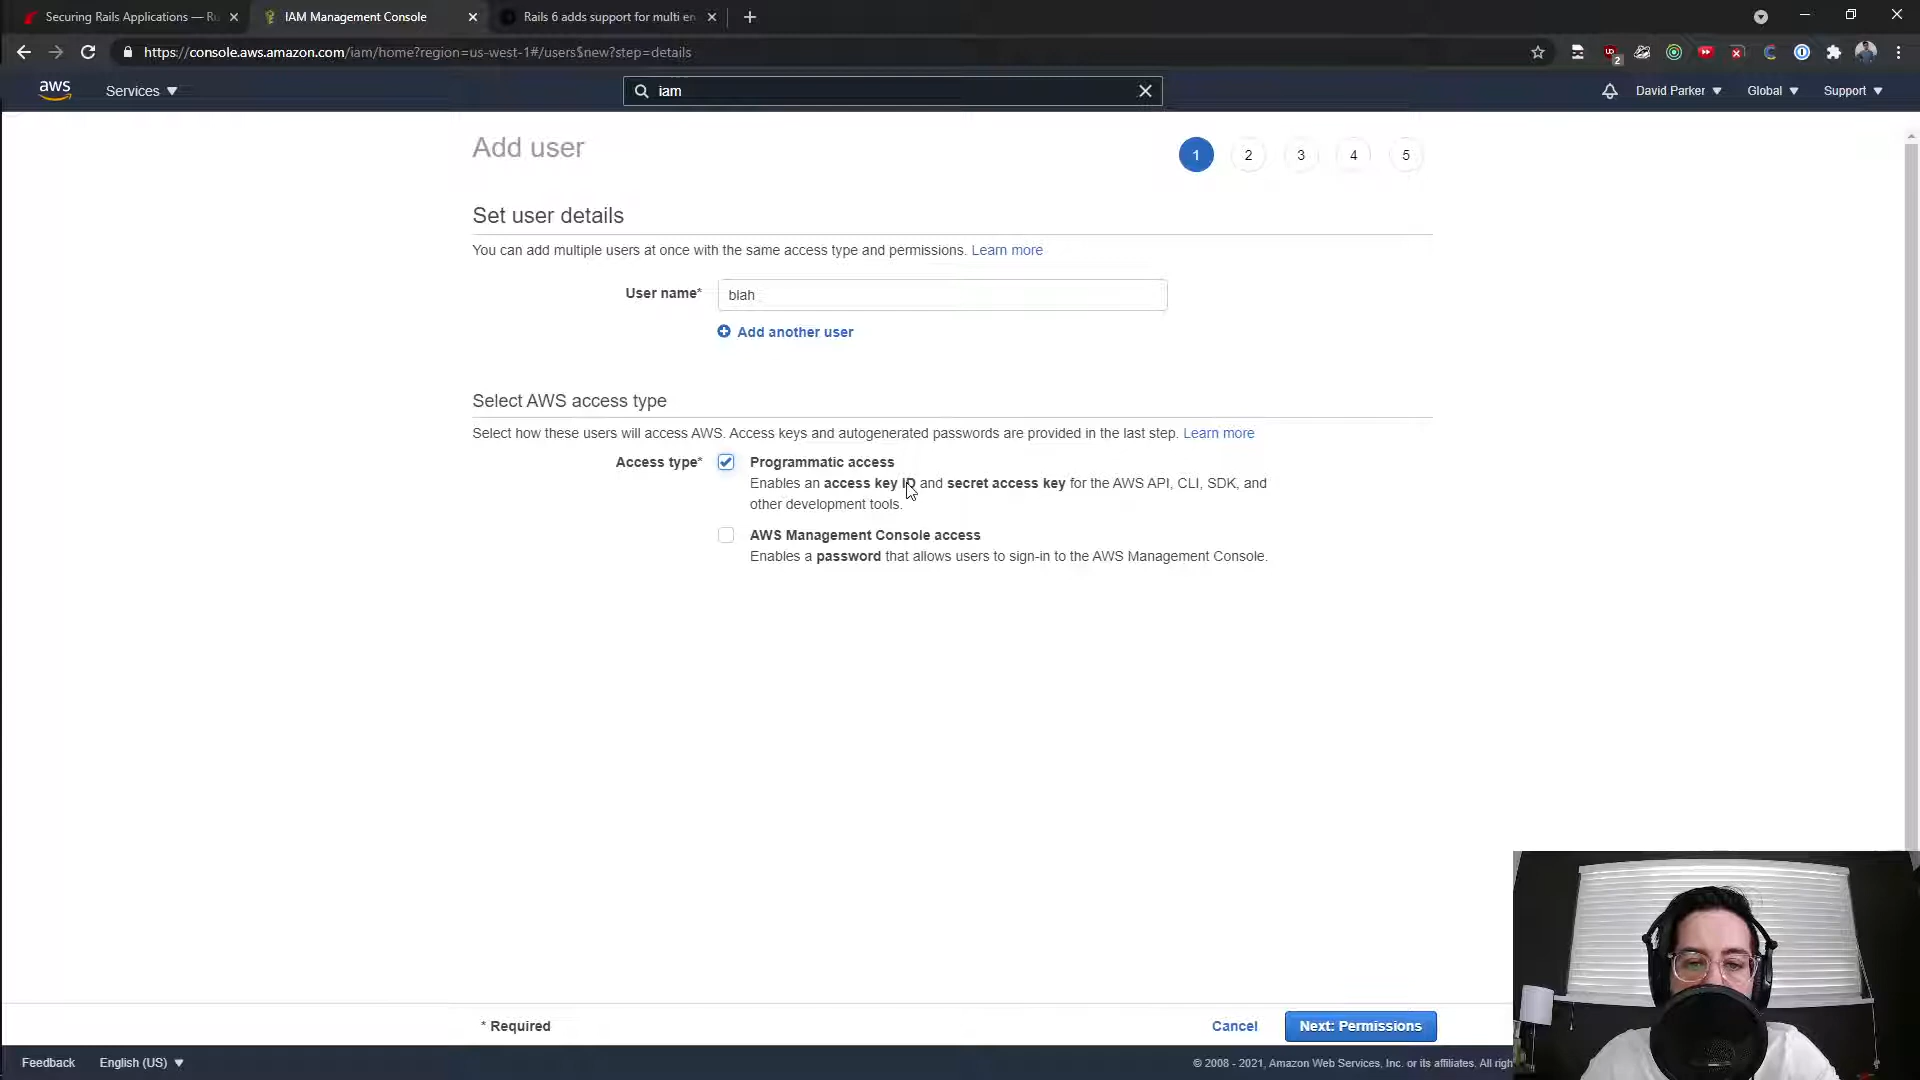 Securing Rails Applications — Ru
IAM Management Console
Rails 6 adds support for multi en
https://console.aws.amazon.com/iam/home?region=us-west-1#/users$new?step=details
2
aws
Services
iam
David Parker
Global
Support
Add user
1
2
3
4
5
Set user details
You can add multiple users at once with the same access type and permissions. Learn more
User name*
blah
Add another user
Select AWS access type
Select how these users will access AWS. Access keys and autogenerated passwords are provided in the last step. Learn more
Access type*
Programmatic access
Enables an access key ID and secret access key for the AWS API, CLI, SDK, and
other development tools.
AWS Management Console access
Enables a password that allows users to sign-in to the AWS Management Console.
* Required
Cancel
Next: Permissions
Feedback
English (US)
© 2008 - 2021, Amazon Web Services, Inc. or its affiliates. All righ